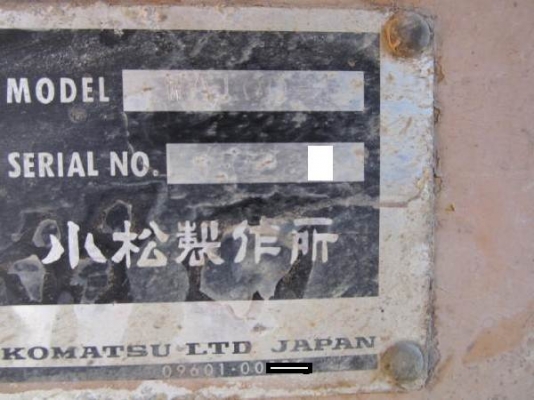 MODEL
SERIAL NO.
小松製作所
KOMATSU LTD JAPAN
09601-00